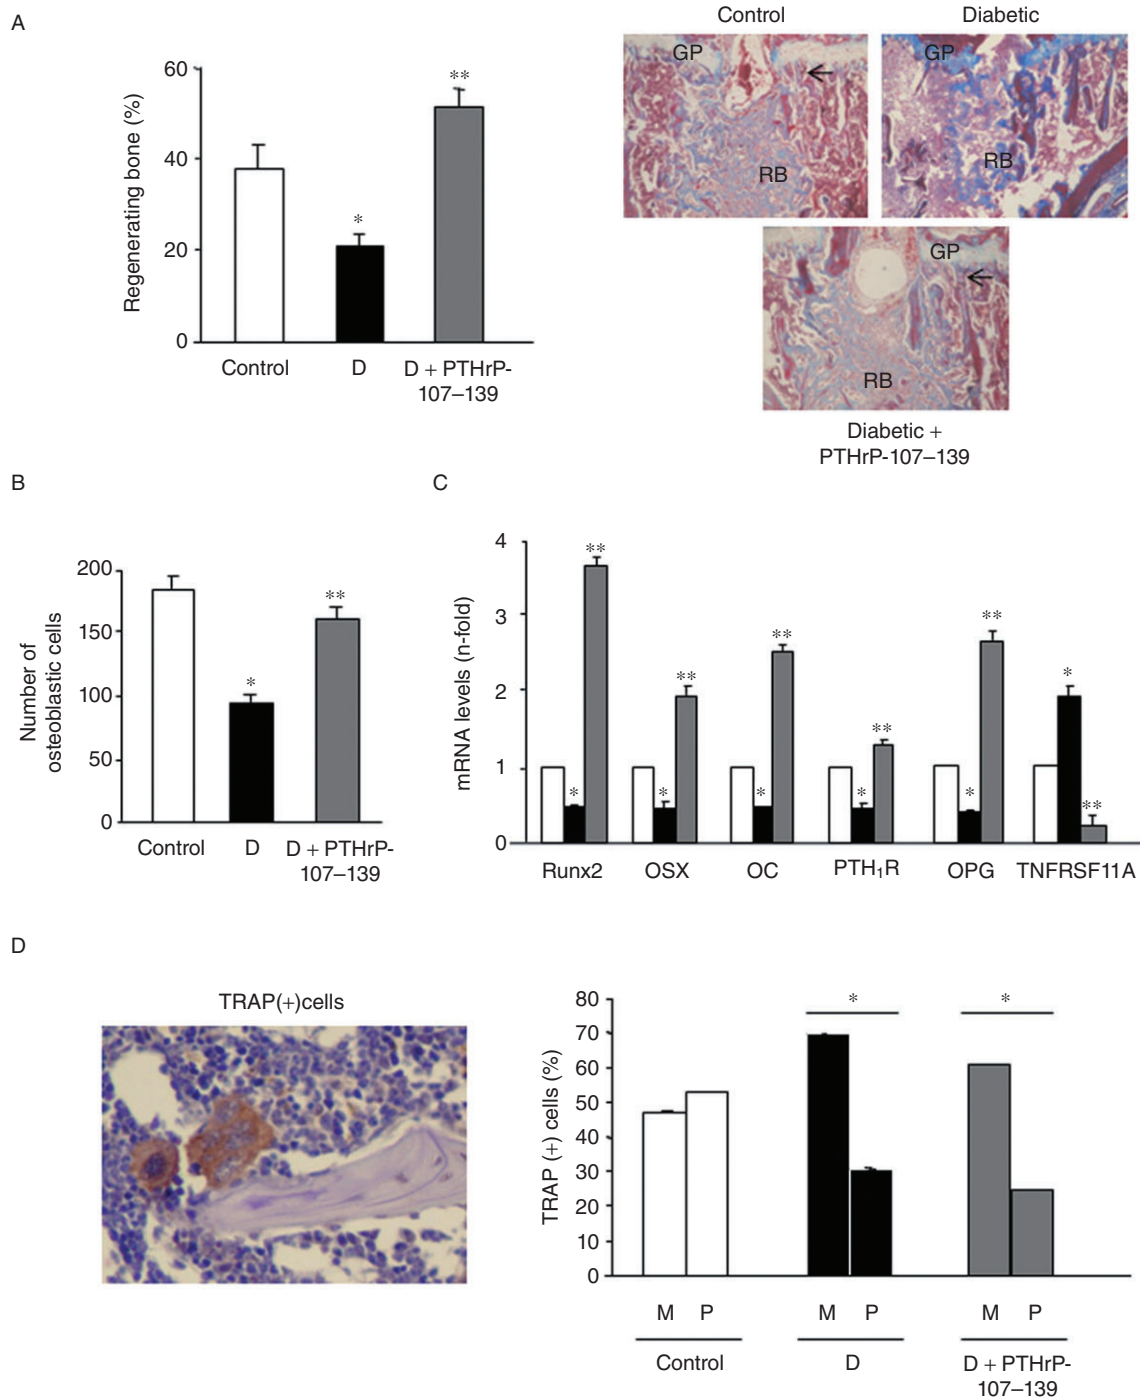 A
Regenerating bone (%)
60
40
20
0
**
*
Control
D
D + PTHrP-
107–139
Control
Diabetic
GP
←
RB
GP
RB
GP
←
RB
Diabetic +
PTHrP-107–139
B
Number of
osteoblastic cells
200
150
100
50
0
*
**
Control
D
D + PTHrP-
107–139
C
mRNA levels (n-fold)
4
3
2
1
0
*
**
*
**
*
**
*
**
*
**
*
**
Runx2
OSX
OC
PTH₁R
OPG
TNFRSF11A
D
TRAP(+)cells
TRAP (+) cells (%)
80
70
60
50
40
30
20
10
0
*
*
M P M P M P
Control
D
D + PTHrP-
107–139